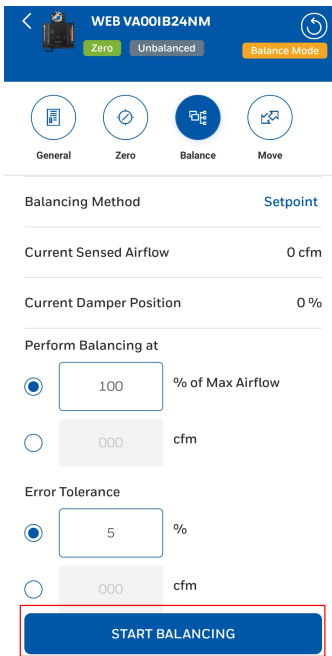 WEB VA00IB24NM
Zero Unbalanced Balance Mode
General Zero Balance Move
Balancing Method Setpoint
Current Sensed Airflow 0 cfm
Current Damper Position 0 %
Perform Balancing at
100 % of Max Airflow
000 cfm
Error Tolerance
5 %
000 cfm
START BALANCING